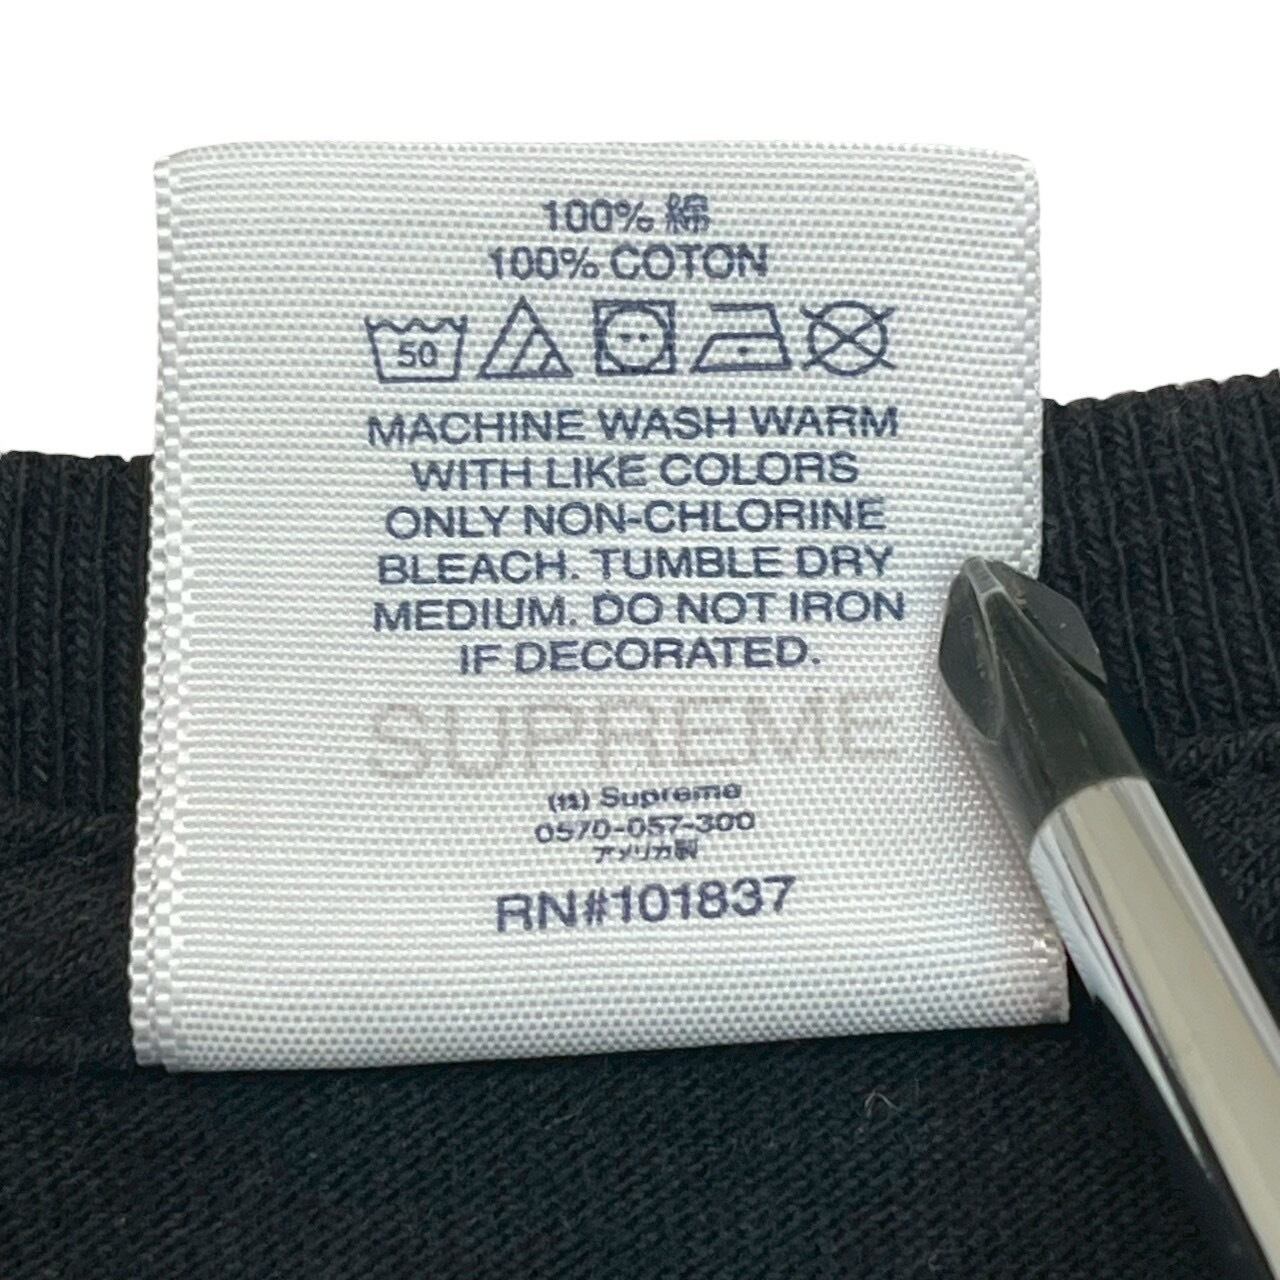 100% 綿
100% COTON
50
MACHINE WASH WARM
WITH LIKE COLORS
ONLY NON-CHLORINE
BLEACH. TUMBLE DRY
MEDIUM. DO NOT IRON
IF DECORATED.
SUPREME
(株) Supreme
0570-057-300
アメリカ製
RN#101837